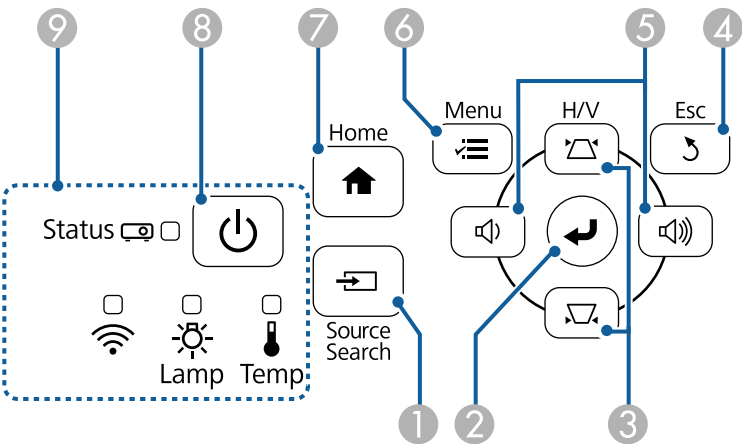 9
8
7
6
5
4
Menu
H/V
Esc
Home
Status
Source
Search
Lamp
Temp
1
2
3